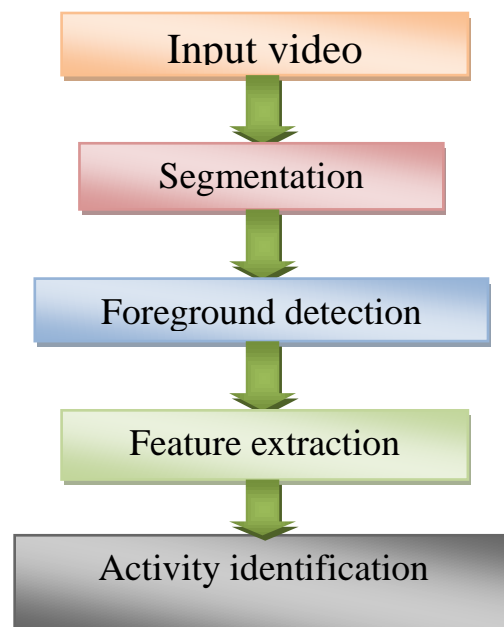 Input video
Segmentation
Foreground detection
Feature extraction
Activity identification